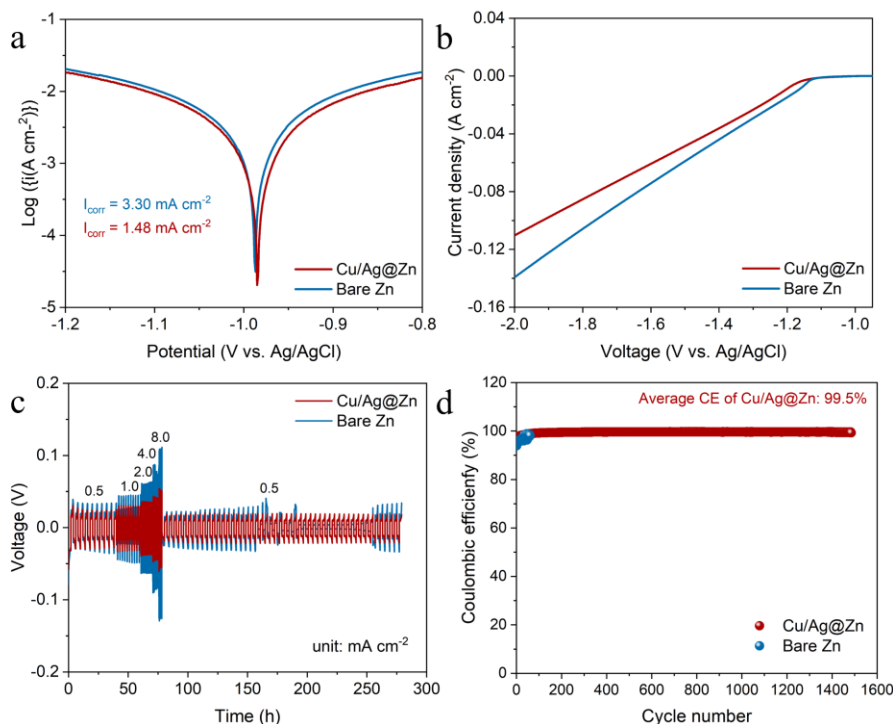 a
-1
-2
-3
-4
-5
Log ({i(A cm-²)})
I_corr = 3.30 mA cm⁻²
I_corr = 1.48 mA cm⁻²
Cu/Ag@Zn
Bare Zn
-1.2 -1.1 -1.0 -0.9 -0.8
Potential (V vs. Ag/AgCl)
b
0.00
-0.04
-0.08
-0.12
-0.16
Current density (A cm⁻²)
Cu/Ag@Zn
Bare Zn
-2.0 -1.8 -1.6 -1.4 -1.2 -1.0
Voltage (V vs. Ag/AgCl)
c
0.2
0.1
0.0
-0.1
-0.2
Voltage (V)
Cu/Ag@Zn
Bare Zn
8.0
4.0
2.0
1.0
0.5
0.5
unit: mA cm⁻²
0 50 100 150 200 250 300
Time (h)
d
120
100
80
60
40
20
0
Coulombic efficienfy (%)
Average CE of Cu/Ag@Zn: 99.5%
Cu/Ag@Zn
Bare Zn
0 200 400 600 800 1000 1200 1400 1600
Cycle number